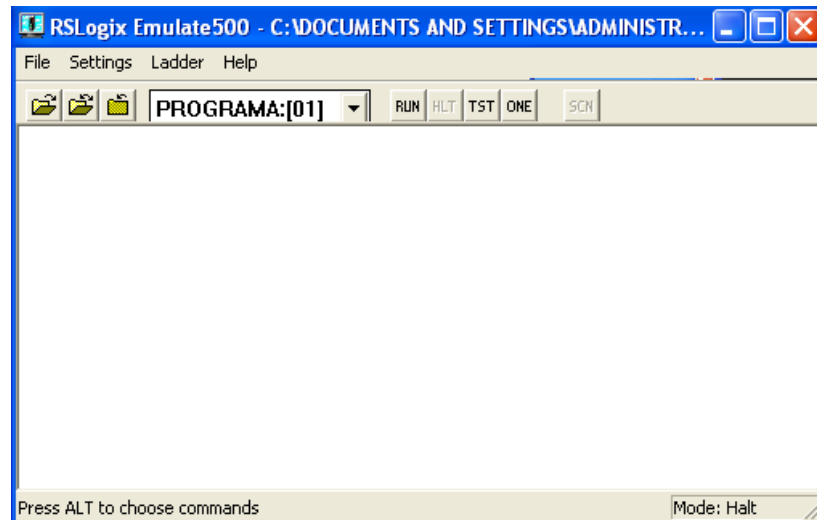 RSLogix Emulate500 - C:\DOCUMENTS AND SETTINGS\ADMINISTR...
File Settings Ladder Help
PROGRAMA:[01] RUN HLT TST ONE SCN
Press ALT to choose commands Mode: Halt